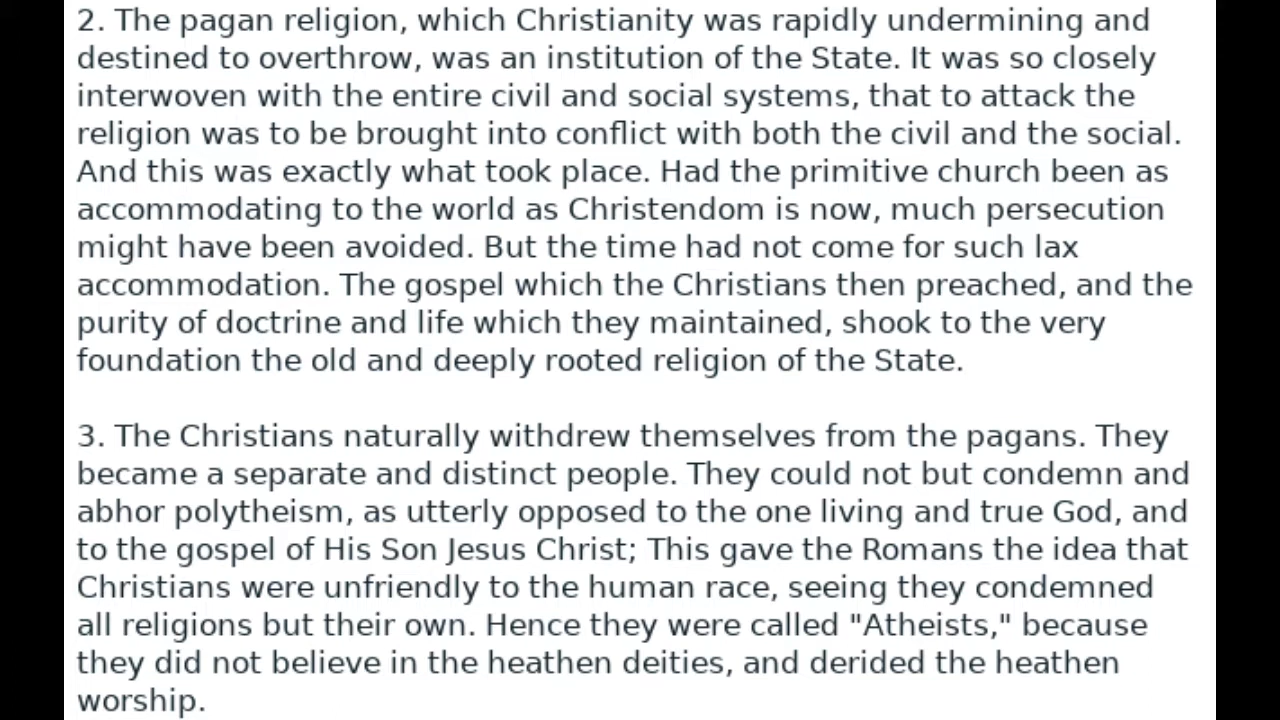 2. The pagan religion, which Christianity was rapidly undermining and
destined to overthrow, was an institution of the State. It was so closely
interwoven with the entire civil and social systems, that to attack the
religion was to be brought into conflict with both the civil and the social.
And this was exactly what took place. Had the primitive church been as
accommodating to the world as Christendom is now, much persecution
might have been avoided. But the time had not come for such lax
accommodation. The gospel which the Christians then preached, and the
purity of doctrine and life which they maintained, shook to the very
foundation the old and deeply rooted religion of the State.
3. The Christians naturally withdrew themselves from the pagans. They
became a separate and distinct people. They could not but condemn and
abhor polytheism, as utterly opposed to the one living and true God, and
to the gospel of His Son Jesus Christ; This gave the Romans the idea that
Christians were unfriendly to the human race, seeing they condemned
all religions but their own. Hence they were called "Atheists," because
they did not believe in the heathen deities, and derided the heathen
worship.